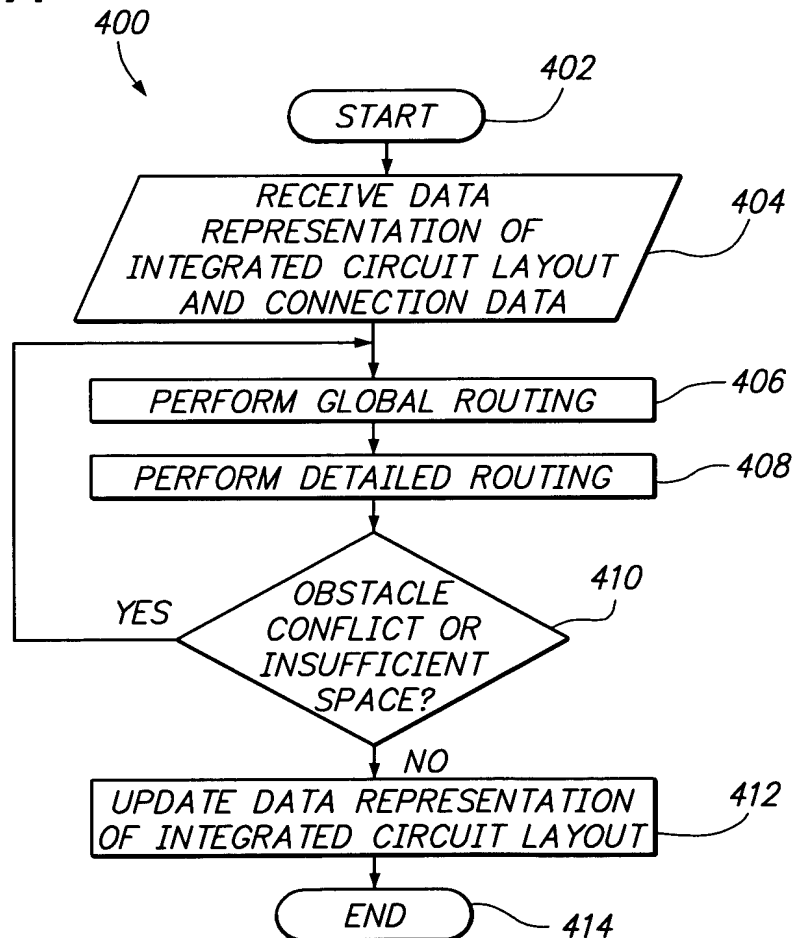 400
402
START
RECEIVE DATA
REPRESENTATION OF
INTEGRATED CIRCUIT LAYOUT
AND CONNECTION DATA
404
PERFORM GLOBAL ROUTING
406
PERFORM DETAILED ROUTING
408
YES
OBSTACLE
CONFLICT OR
INSUFFICIENT
SPACE?
410
NO
UPDATE DATA REPRESENTATION
OF INTEGRATED CIRCUIT LAYOUT
412
END
414